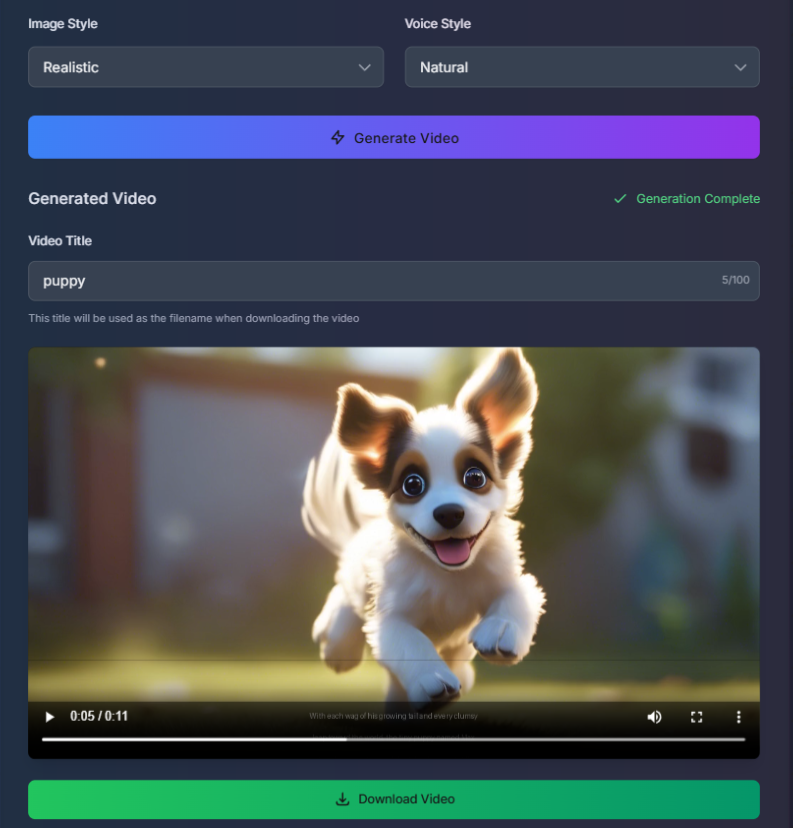 Image Style
Voice Style
Realistic
Natural
Generate Video
Generated Video
Generation Complete
Video Title
puppy
5/100
This title will be used as the filename when downloading the video
0:05 / 0:11
With each wag of his growing tail and every clumsy
Download Video